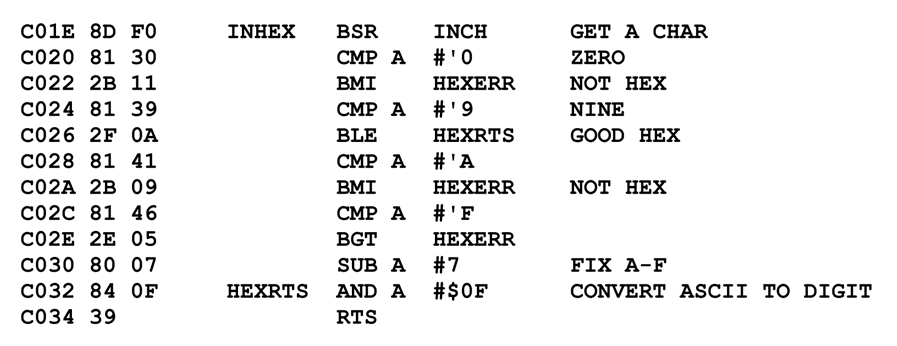 C01E 8D F0 INHEX BSR INCH GET A CHAR
C020 81 30 CMP A #'0 ZERO
C022 2B 11 BMI HEXERR NOT HEX
C024 81 39 CMP A #'9 NINE
C026 2F 0A BLE HEXRTS GOOD HEX
C028 81 41 CMP A #'A
C02A 2B 09 BMI HEXERR NOT HEX
C02C 81 46 CMP A #'F
C02E 2E 05 BGT HEXERR
C030 80 07 SUB A #7 FIX A-F
C032 84 0F HEXRTS AND A #$0F CONVERT ASCII TO DIGIT
C034 39 RTS